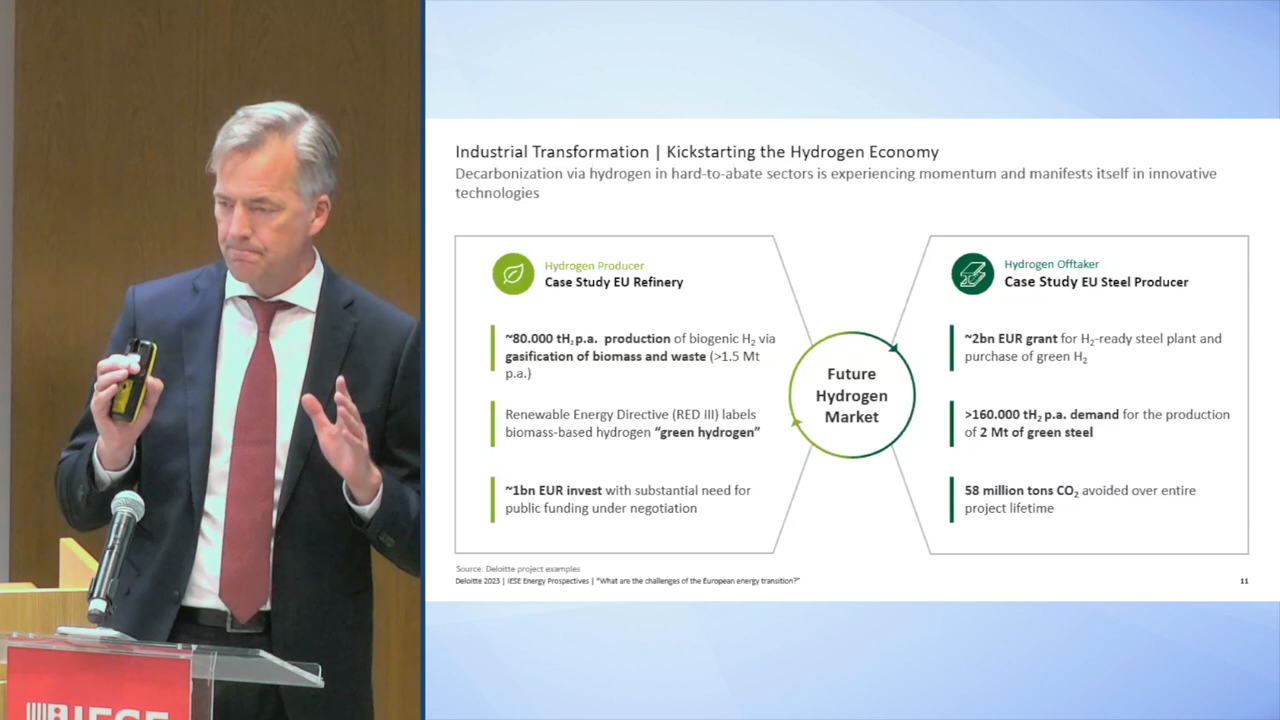 Industrial Transformation | Kickstarting the Hydrogen Economy
Decarbonization via hydrogen in hard-to-abate sectors is experiencing momentum and manifests itself in innovative
technologies
Hydrogen Producer
Case Study EU Refinery
~80.000 tH₂ p.a. production of biogenic H₂ via
gasification of biomass and waste (>1.5 Mt
p.a.)
Renewable Energy Directive (RED III) labels
biomass-based hydrogen “green hydrogen”
~1bn EUR invest with substantial need for
public funding under negotiation
Future
Hydrogen
Market
Hydrogen Offtaker
Case Study EU Steel Producer
~2bn EUR grant for H₂-ready steel plant and
purchase of green H₂
>160.000 tH₂ p.a. demand for the production
of 2 Mt of green steel
58 million tons CO₂ avoided over entire
project lifetime
Source: Deloitte project examples
Deloitte 2023 | IESE Energy Prospectives | “What are the challenges of the European energy transition?”
11
IESE